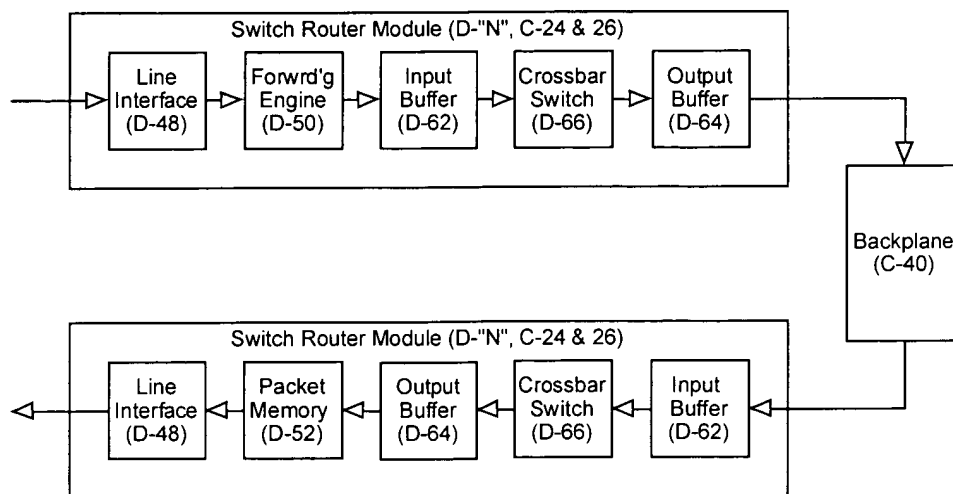 Switch Router Module (D-"N", C-24 & 26)
Line
Interface
(D-48)
Forwrd'g
Engine
(D-50)
Input
Buffer
(D-62)
Crossbar
Switch
(D-66)
Output
Buffer
(D-64)
Backplane
(C-40)
Switch Router Module (D-"N", C-24 & 26)
Line
Interface
(D-48)
Packet
Memory
(D-52)
Output
Buffer
(D-64)
Crossbar
Switch
(D-66)
Input
Buffer
(D-62)